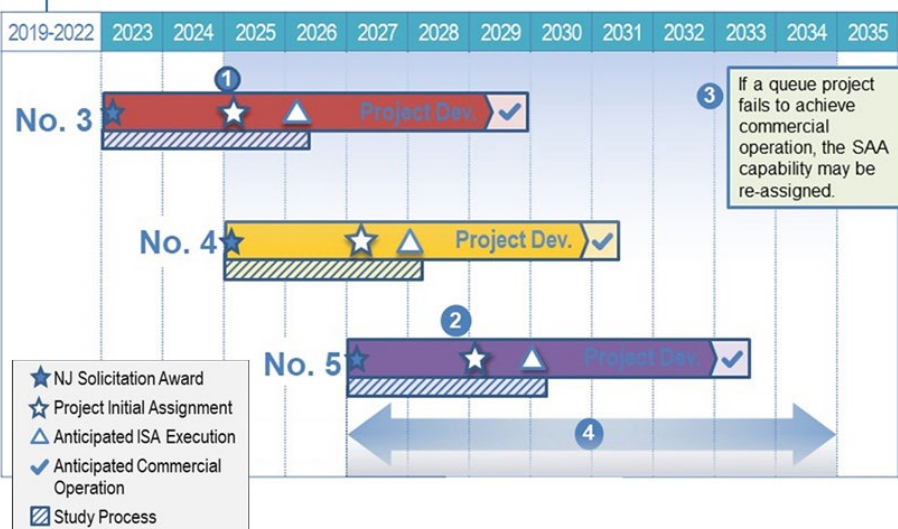 2019-2022 2023 2024 2025 2026 2027 2028 2029 2030 2031 2032 2033 2034 2035
1
3
If a queue project
fails to achieve
commercial
operation, the SAA
capability may be
re-assigned.
No. 3
Project Dev.
No. 4
Project Dev.
2
No. 5
Project Dev.
4
NJ Solicitation Award
Project Initial Assignment
Anticipated ISA Execution
Anticipated Commercial
Operation
Study Process